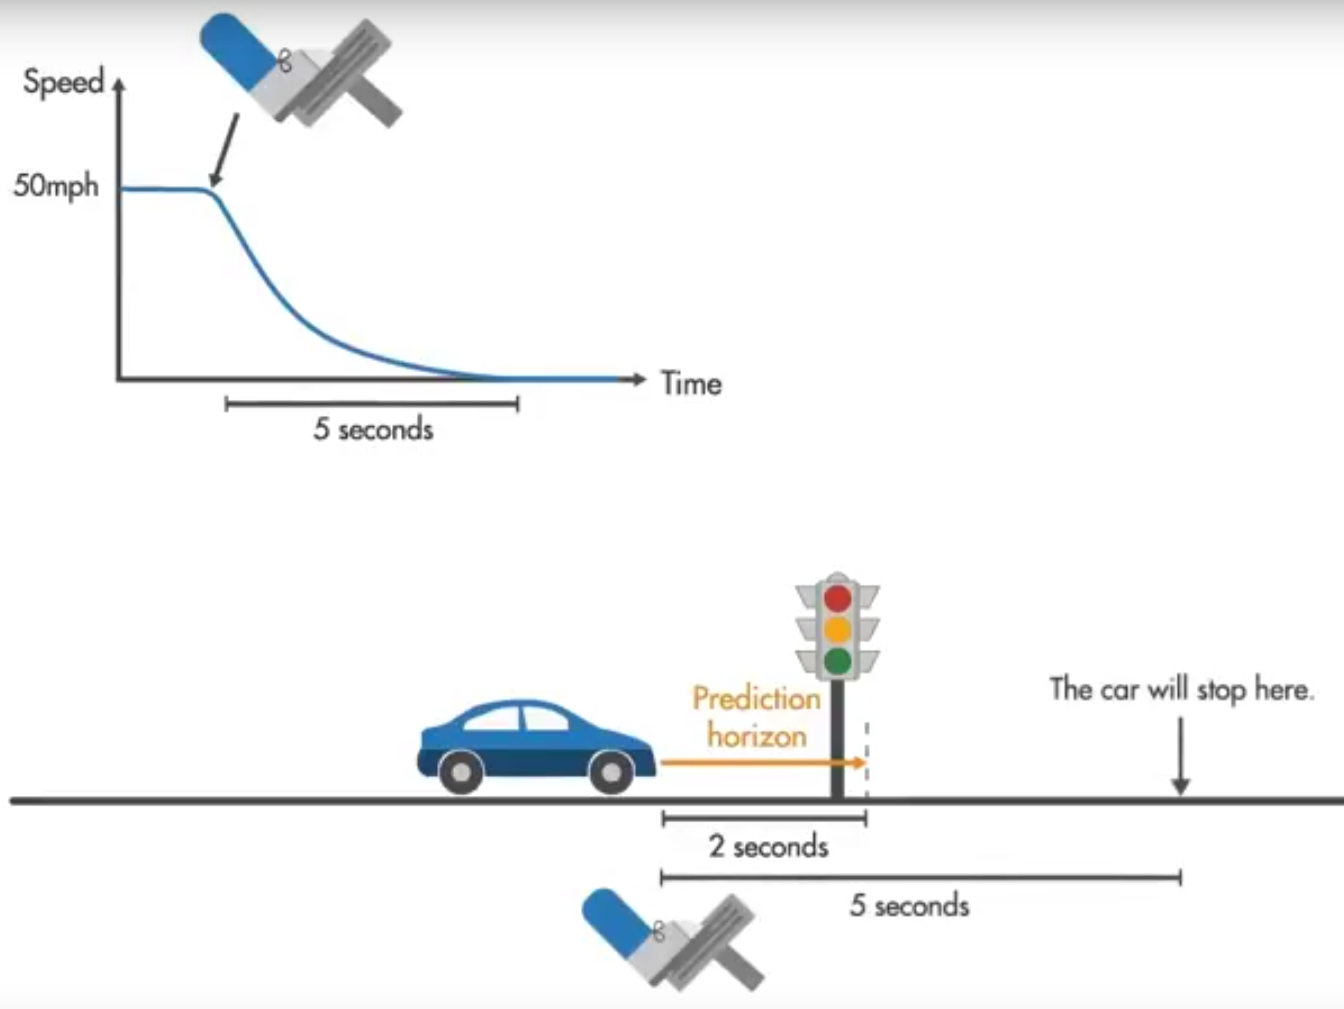 Speed
50mph
Time
5 seconds
Prediction
horizon
The car will stop here.
2 seconds
5 seconds